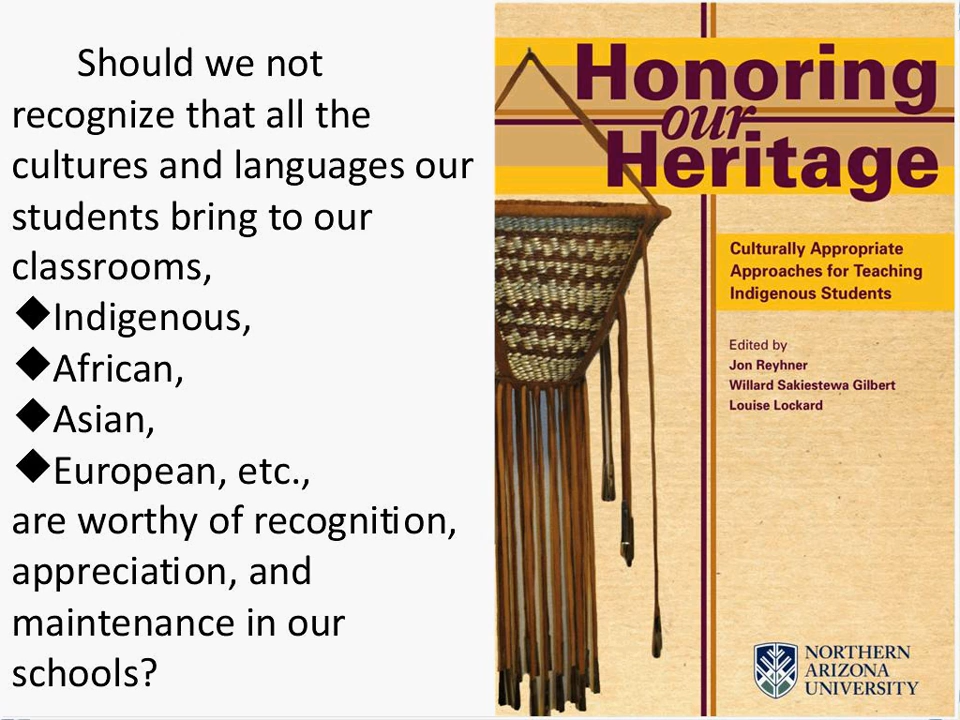 Should we not
recognize that all the
cultures and languages our
students bring to our
classrooms,
◆Indigenous,
◆African,
◆Asian,
◆European, etc.,
are worthy of recognition,
appreciation, and
maintenance in our
schools?
Honoring
our
Heritage
Culturally Appropriate
Approaches for Teaching
Indigenous Students
Edited by
Jon Reyhner
Willard Sakiestewa Gilbert
Louise Lockard
NORTHERN
ARIZONA
UNIVERSITY